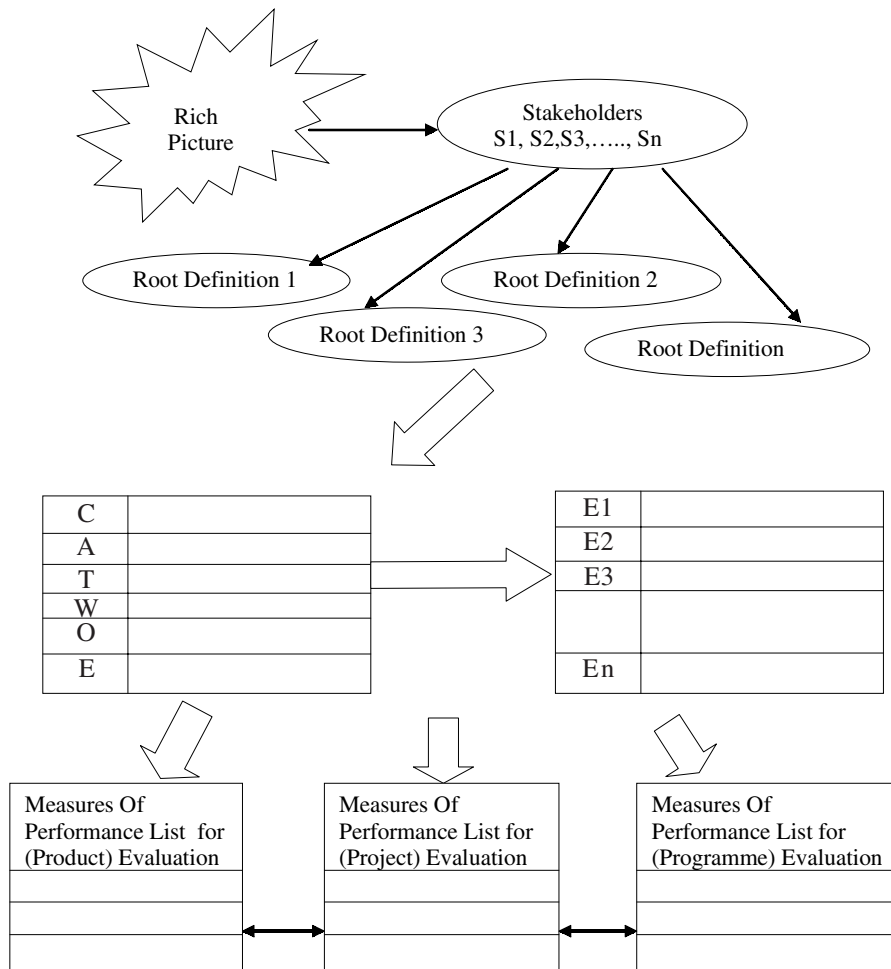 Rich
Picture
Stakeholders
S1, S2,S3,….., Sn
Root Definition 1
Root Definition 2
Root Definition 3
Root Definition
C
A
T
W
O
E
E1
E2
E3
En
Measures Of
Performance List for
(Product) Evaluation
Measures Of
Performance List for
(Project) Evaluation
Measures Of
Performance List for
(Programme) Evaluation